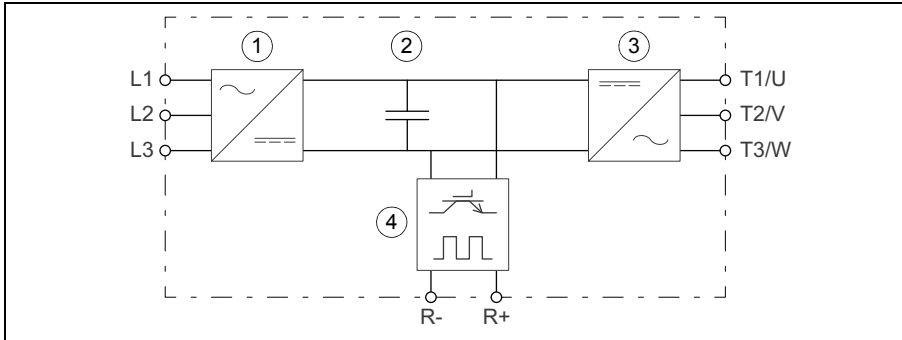 1 2 3
L1 T1/U
L2 T2/V
L3 T3/W
4
R- R+